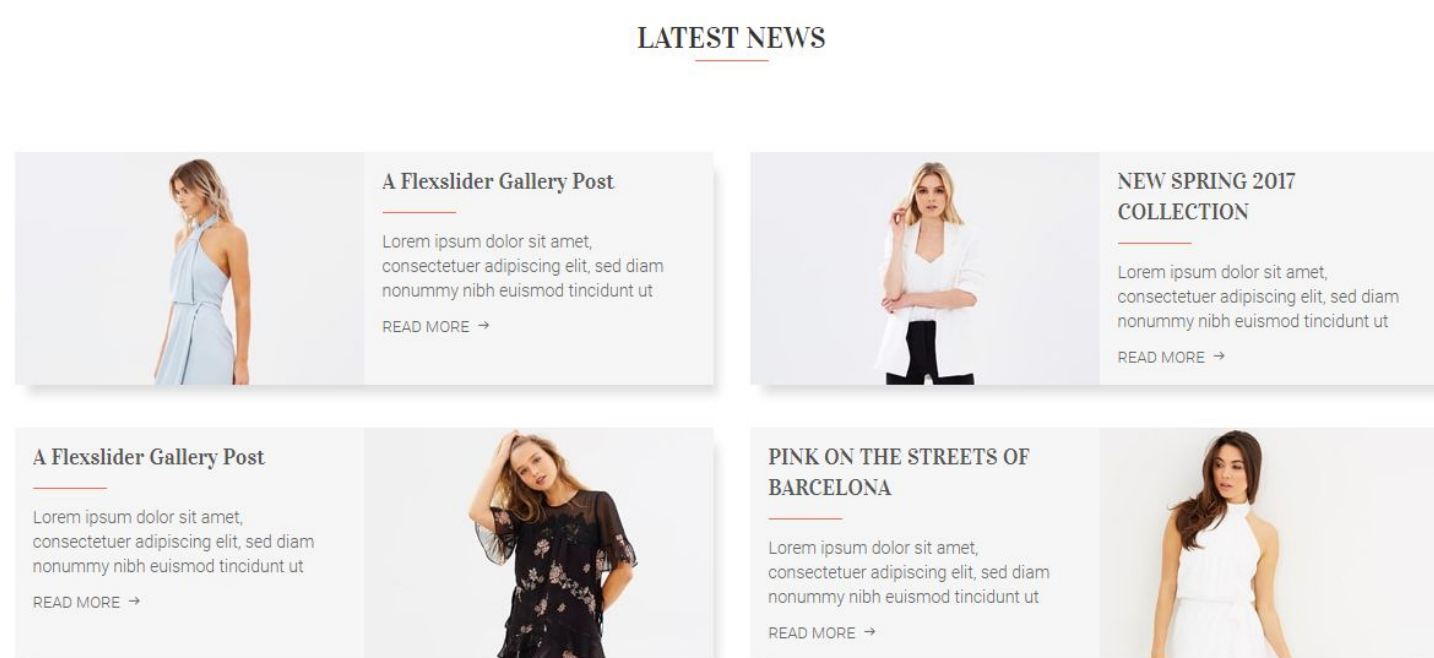 LATEST NEWS
A Flexslider Gallery Post
Lorem ipsum dolor sit amet,
consectetuer adipiscing elit, sed diam
nonummy nibh euismod tincidunt ut
READ MORE →
NEW SPRING 2017
COLLECTION
Lorem ipsum dolor sit amet,
consectetuer adipiscing elit, sed diam
nonummy nibh euismod tincidunt ut
READ MORE →
A Flexslider Gallery Post
Lorem ipsum dolor sit amet,
consectetuer adipiscing elit, sed diam
nonummy nibh euismod tincidunt ut
READ MORE →
PINK ON THE STREETS OF
BARCELONA
Lorem ipsum dolor sit amet,
consectetuer adipiscing elit, sed diam
nonummy nibh euismod tincidunt ut
READ MORE →